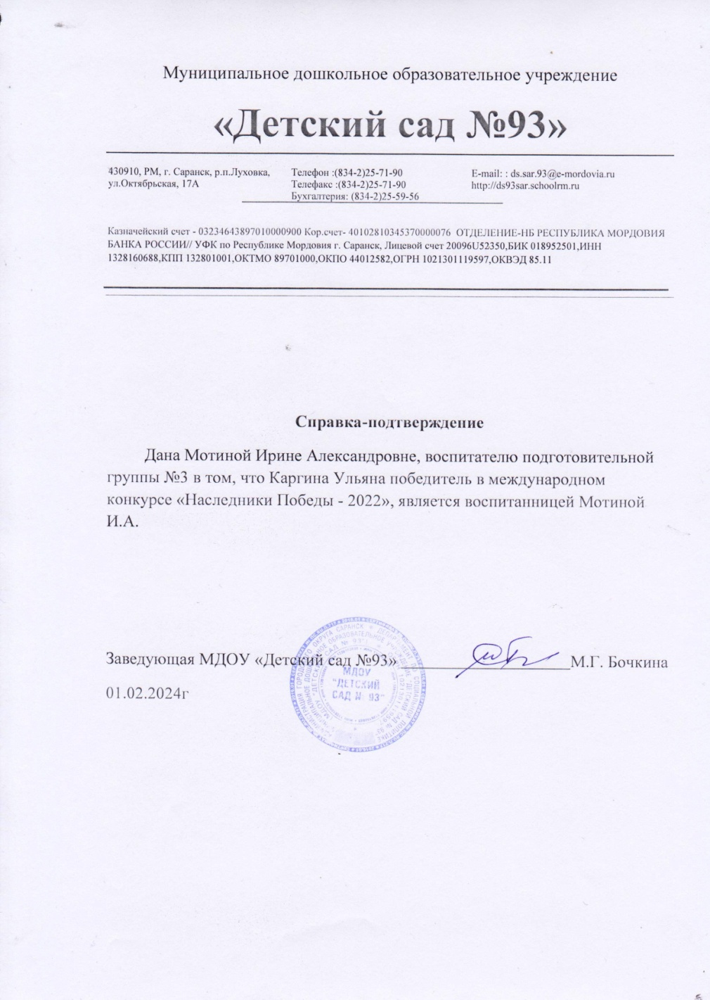 Муниципальное дошкольное образовательное учреждение
«Детский сад №93»
430910, РМ, г. Саранск, р.п.Луховка,
ул.Октябрьская, 17А
Телефон :(834-2)25-71-90
Телефакс :(834-2)25-71-90
Бухгалтерия: (834-2)25-59-56
E-mail: : ds.sar.93@e-mordovia.ru
http://ds93sar.schoolrm.ru
Казначейский счет - 03234643897010000900 Кор.счет- 40102810345370000076 ОТДЕЛЕНИЕ-НБ РЕСПУБЛИКА МОРДОВИЯ
БАНКА РОССИИ// УФК по Республике Мордовия г. Саранск, Лицевой счет 20096U52350,БИК 018952501,ИНН
1328160688,КПП 132801001,ОКТМО 89701000,ОКПО 44012582,ОГРН 1021301119597,ОКВЭД 85.11
Справка-подтверждение
Дана Мотиной Ирине Александровне, воспитателю подготовительной
группы №3 в том, что Каргина Ульяна победитель в международном
конкурсе «Наследники Победы - 2022», является воспитанницей Мотиной
И.А.
Заведующая МДОУ «Детский сад №93» М.Г. Бочкина
01.02.2024г
МДОУ
"ДЕТСКИЙ
САД № 93"